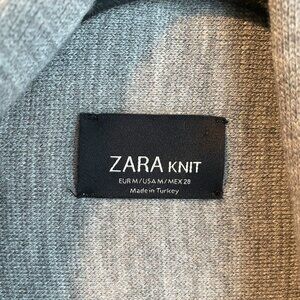 ZARA KNIT
EUR M / USA M / MEX 28
Made in Turkey